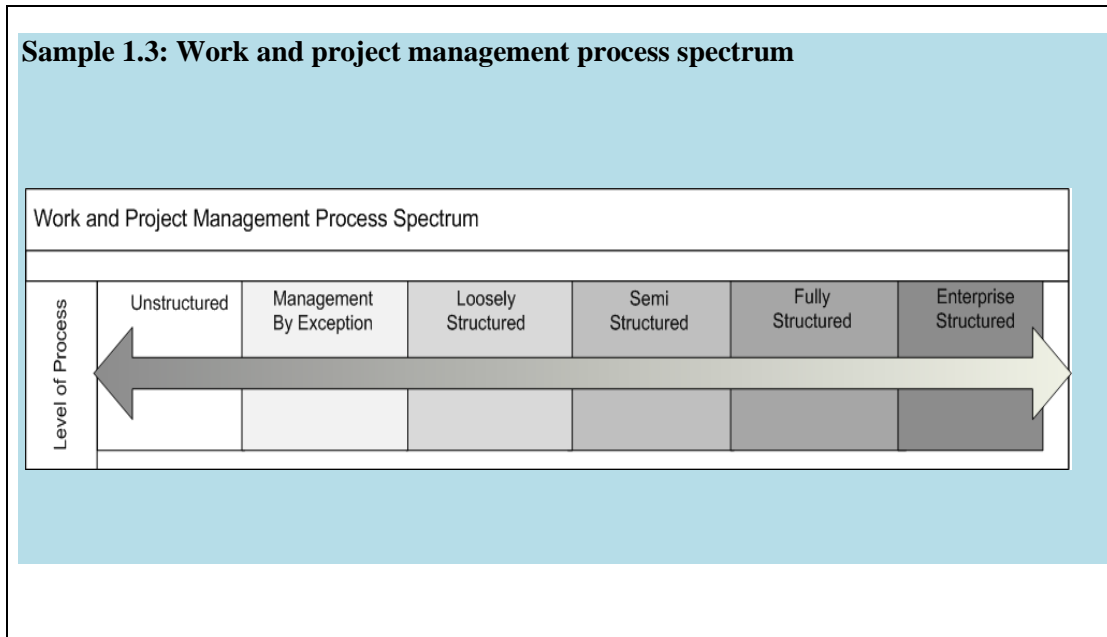 Sample 1.3: Work and project management process spectrum
Work and Project Management Process Spectrum
Level of Process
Unstructured
Management
By Exception
Loosely
Structured
Semi
Structured
Fully
Structured
Enterprise
Structured